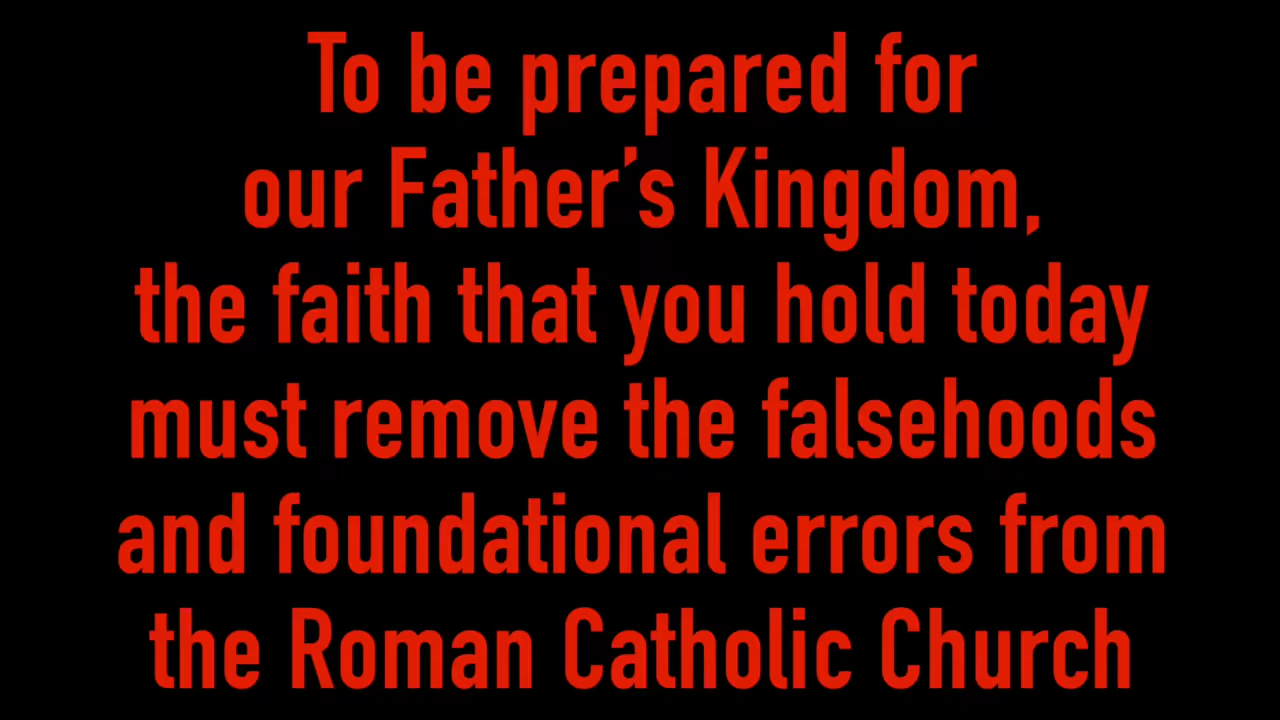 To be prepared for
our Father’s Kingdom,
the faith that you hold today
must remove the falsehoods
and foundational errors from
the Roman Catholic Church